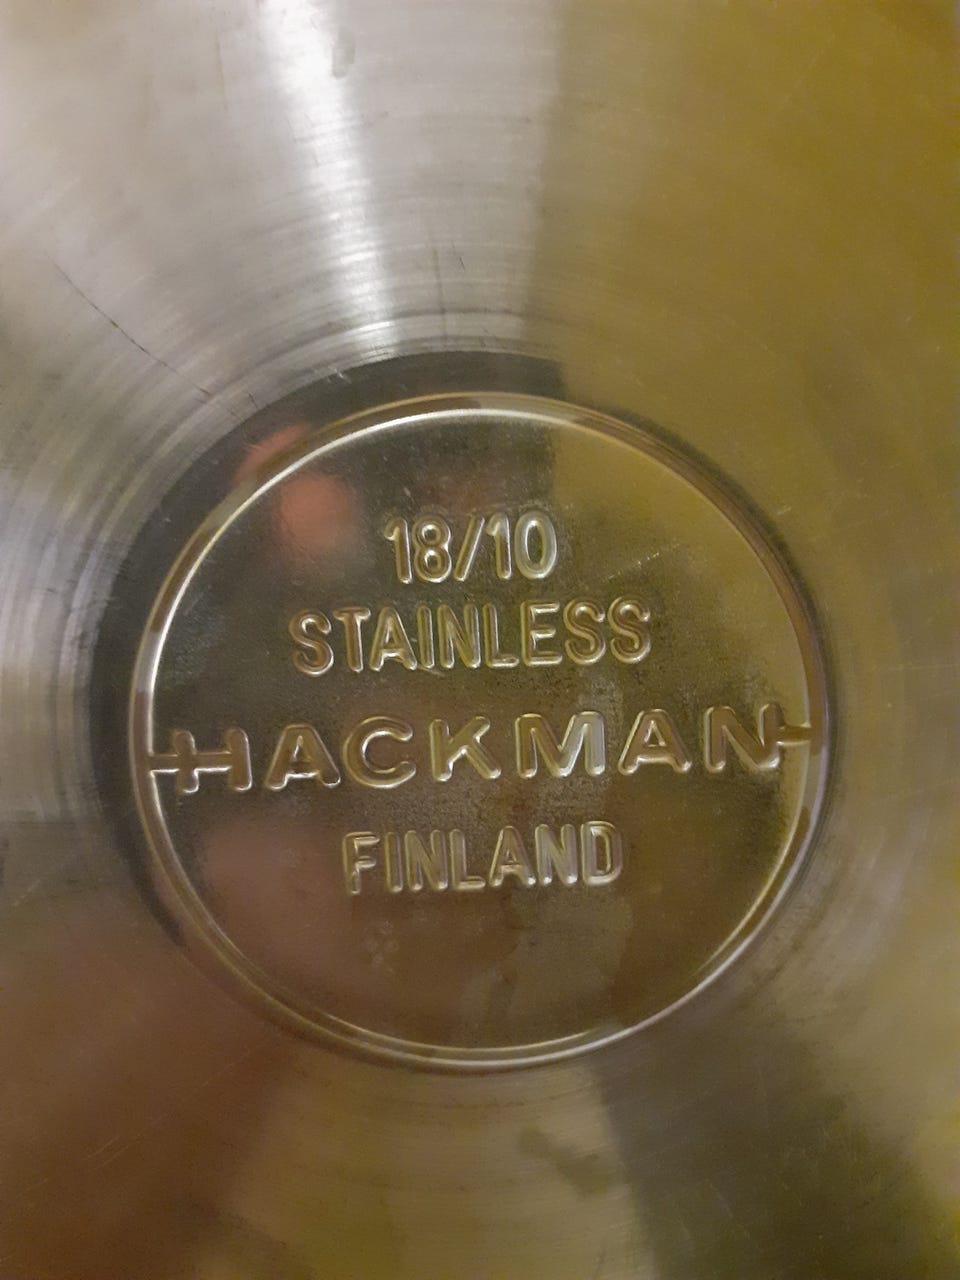 18/10
STAINLESS
HACKMAN
FINLAND